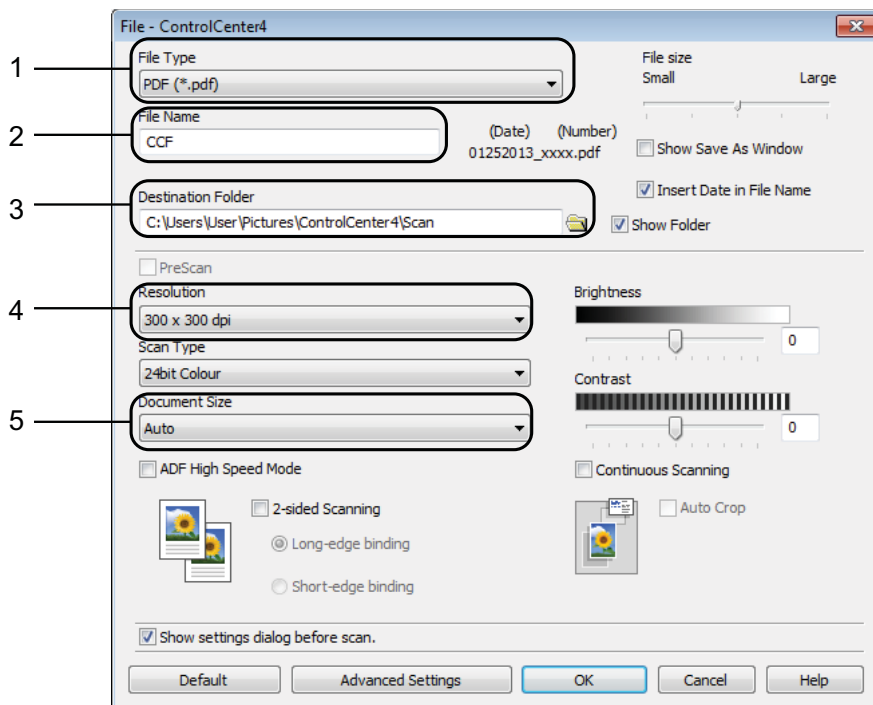 File - ControlCenter4
1
File Type
PDF (*.pdf)
File size
Small Large
2
File Name
CCF
(Date) (Number)
01252013_xxxx.pdf
Show Save As Window
Insert Date in File Name
3
Destination Folder
C:\Users\User\Pictures\ControlCenter4\Scan
Show Folder
PreScan
4
Resolution
300 x 300 dpi
Brightness
0
Scan Type
24bit Colour
Contrast
0
5
Document Size
Auto
ADF High Speed Mode
Continuous Scanning
2-sided Scanning
Auto Crop
Long-edge binding
Short-edge binding
Show settings dialog before scan.
Default Advanced Settings OK Cancel Help